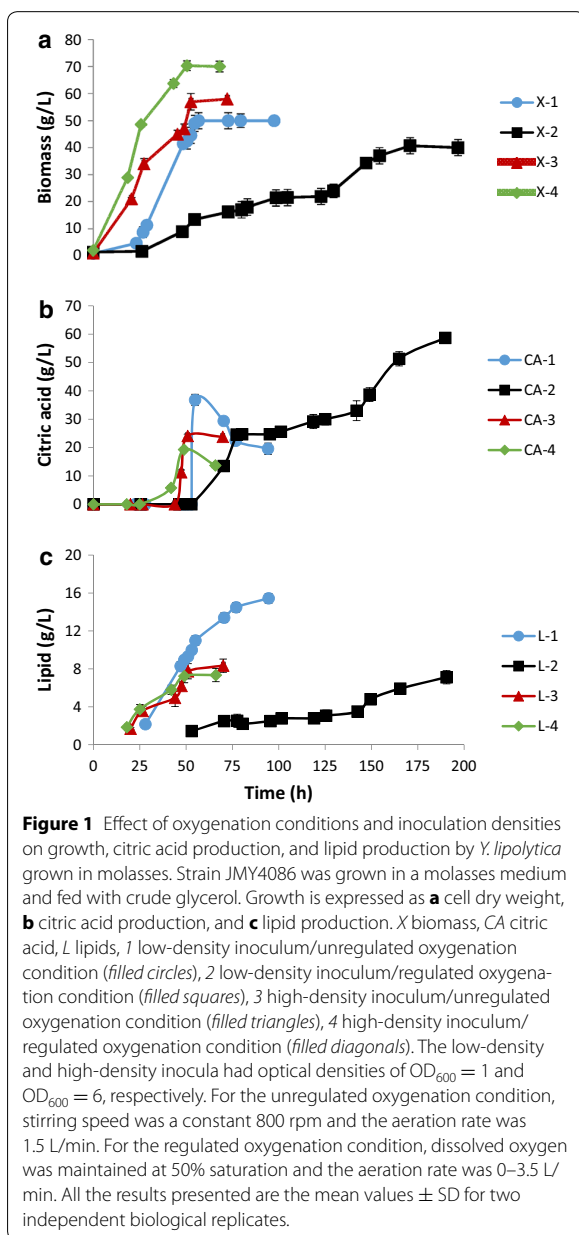 a
80
70
60
50
40
30
20
10
0
Biomass (g/L)
X-1
X-2
X-3
X-4
b
70
60
50
40
30
20
10
0
Citric acid (g/L)
CA-1
CA-2
CA-3
CA-4
c
20
16
12
8
4
0
Lipid (g/L)
L-1
L-2
L-3
L-4
0 25 50 75 100 125 150 175 200
Time (h)
Figure 1 Effect of oxygenation conditions and inoculation densities
on growth, citric acid production, and lipid production by Y. lipolytica
grown in molasses. Strain JMY4086 was grown in a molasses medium
and fed with crude glycerol. Growth is expressed as a cell dry weight,
b citric acid production, and c lipid production. X biomass, CA citric
acid, L lipids, 1 low-density inoculum/unregulated oxygenation
condition (filled circles), 2 low-density inoculum/regulated oxygena-
tion condition (filled squares), 3 high-density inoculum/unregulated
oxygenation condition (filled triangles), 4 high-density inoculum/
regulated oxygenation condition (filled diagonals). The low-density
and high-density inocula had optical densities of OD600 = 1 and
OD600 = 6, respectively. For the unregulated oxygenation condition,
stirring speed was a constant 800 rpm and the aeration rate was
1.5 L/min. For the regulated oxygenation condition, dissolved oxygen
was maintained at 50% saturation and the aeration rate was 0–3.5 L/
min. All the results presented are the mean values ± SD for two
independent biological replicates.